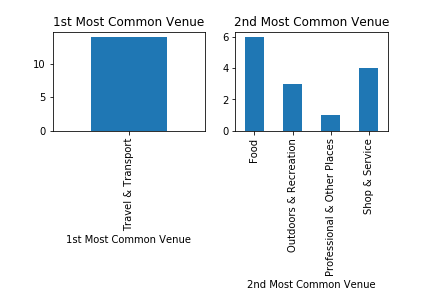 1st Most Common Venue
10
5
0
Travel & Transport
1st Most Common Venue
2nd Most Common Venue
6
4
2
0
Food
Outdoors & Recreation
Professional & Other Places
Shop & Service
2nd Most Common Venue